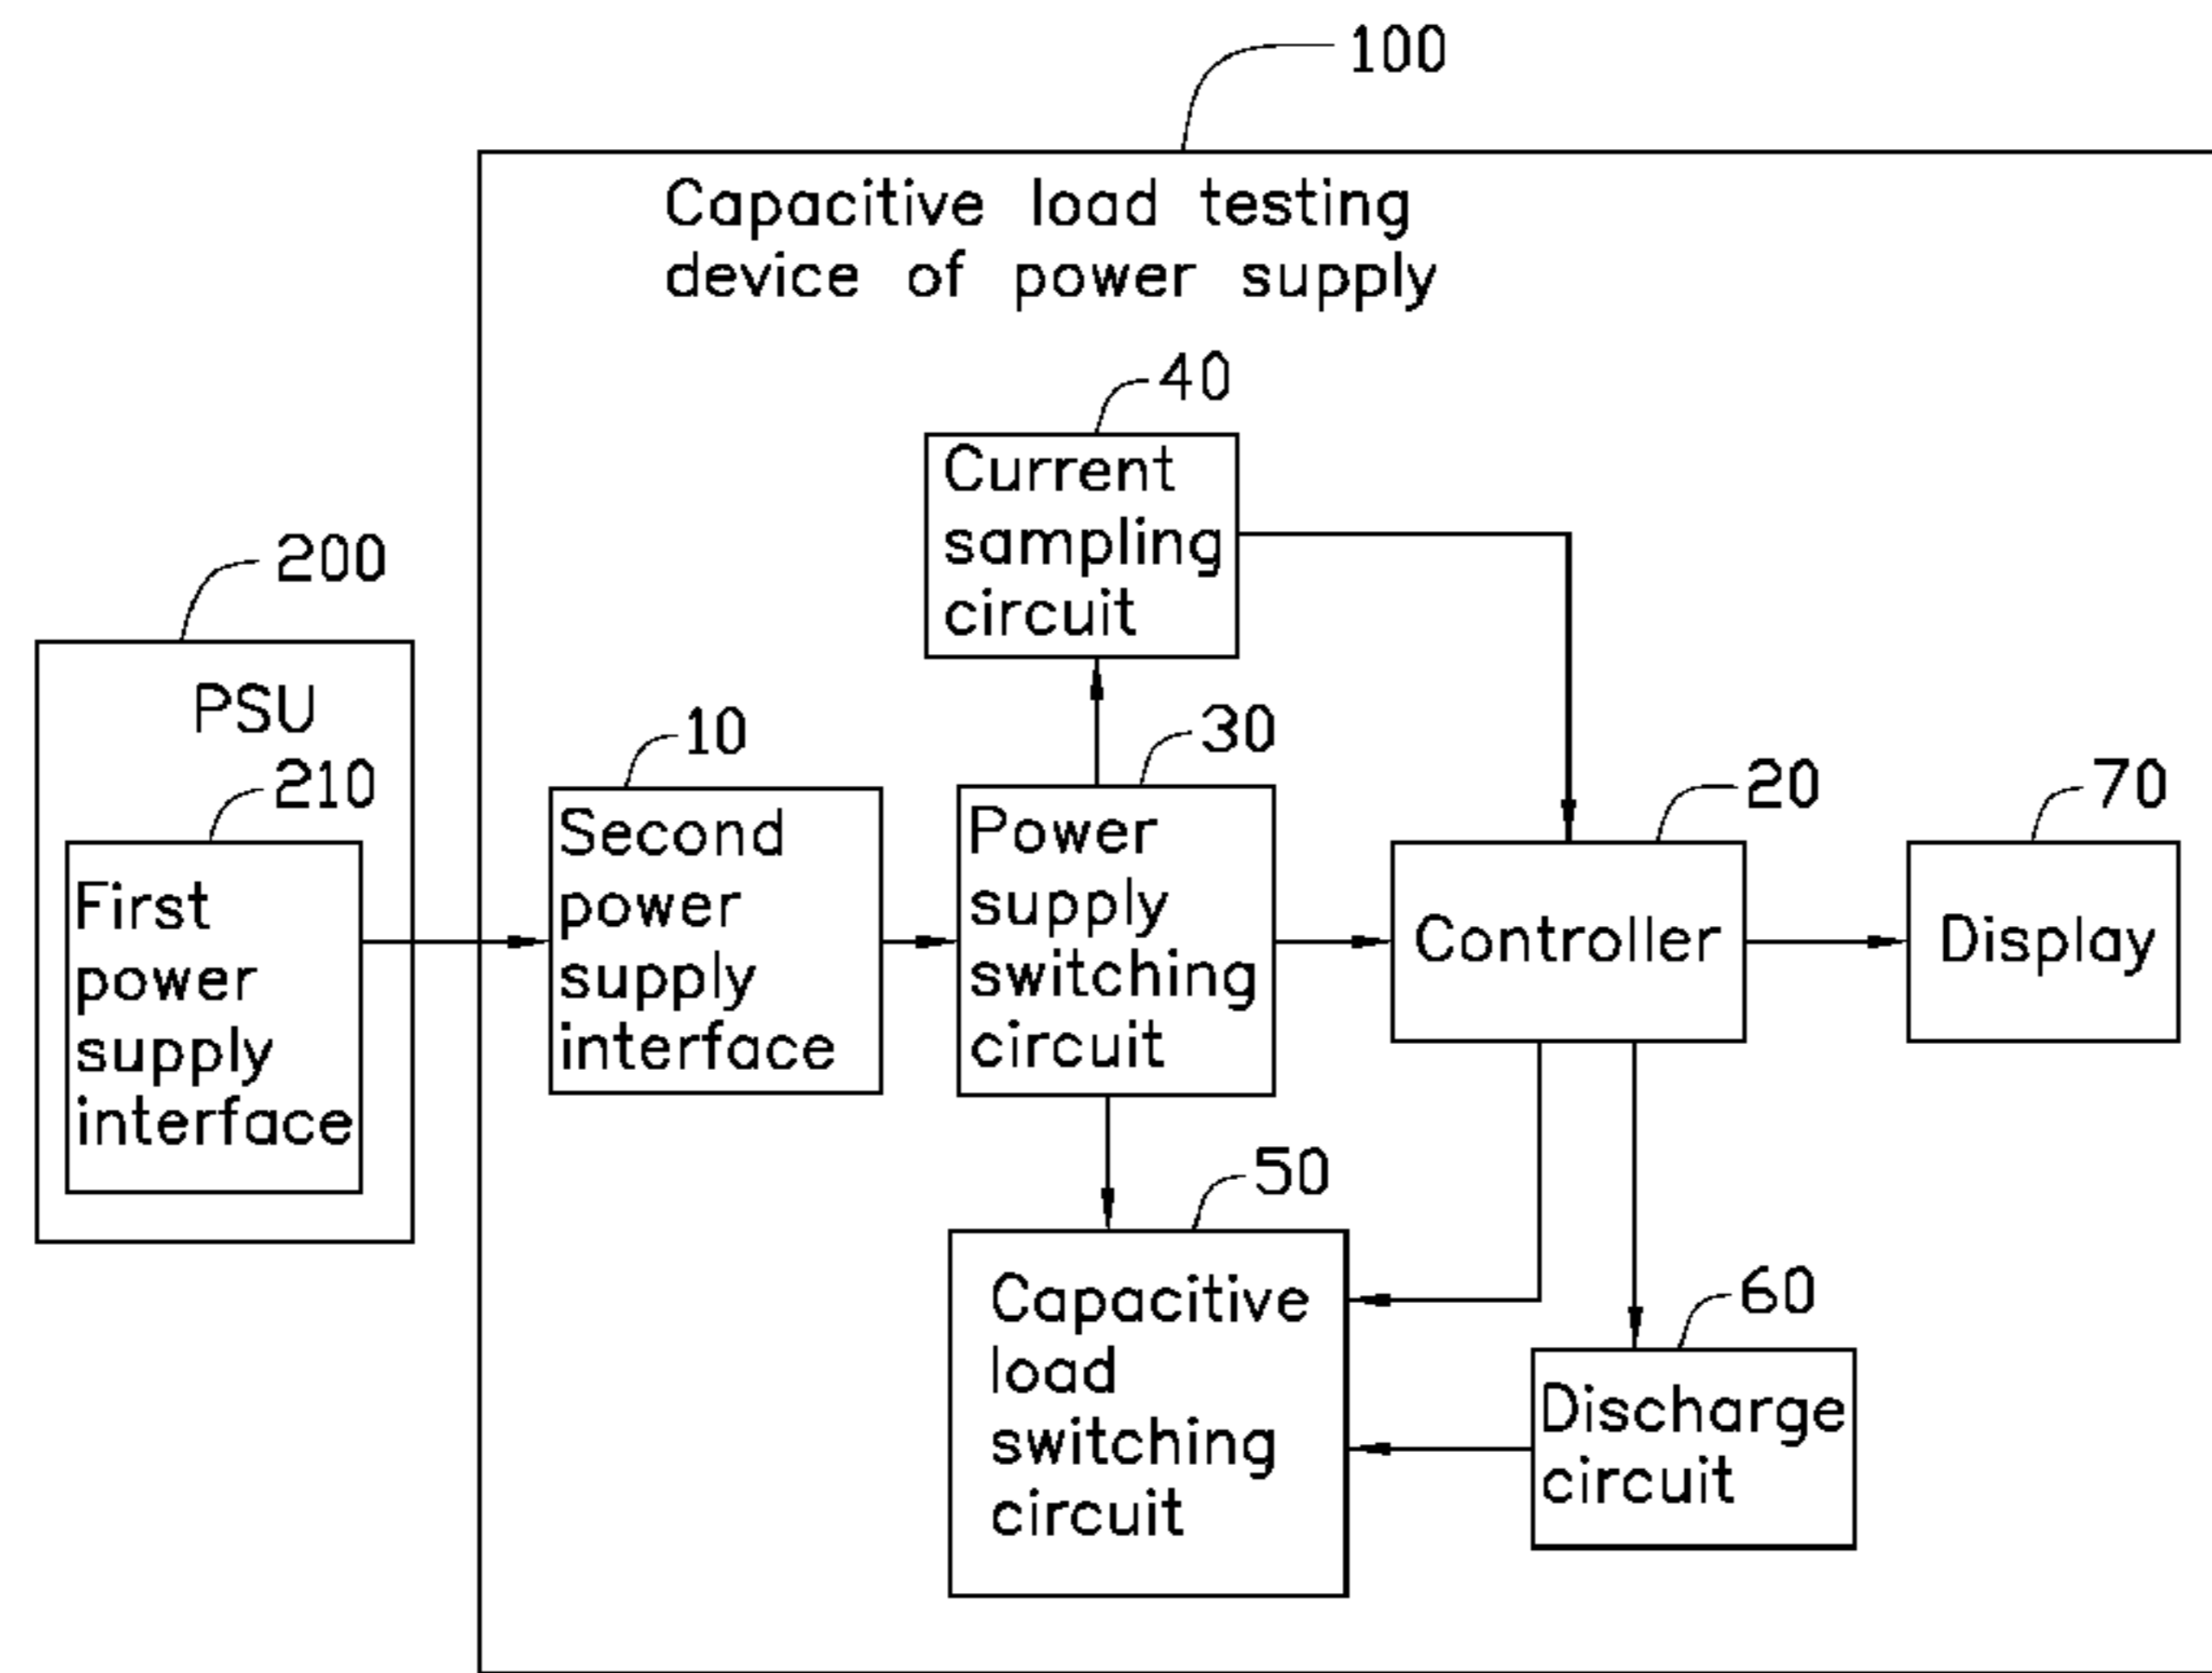 100
Capacitive load testing
device of power supply
40
Current
sampling
circuit
200
PSU
210
First
power
supply
interface
10
Second
power
supply
interface
30
Power
supply
switching
circuit
20
Controller
70
Display
50
Capacitive
load
switching
circuit
60
Discharge
circuit